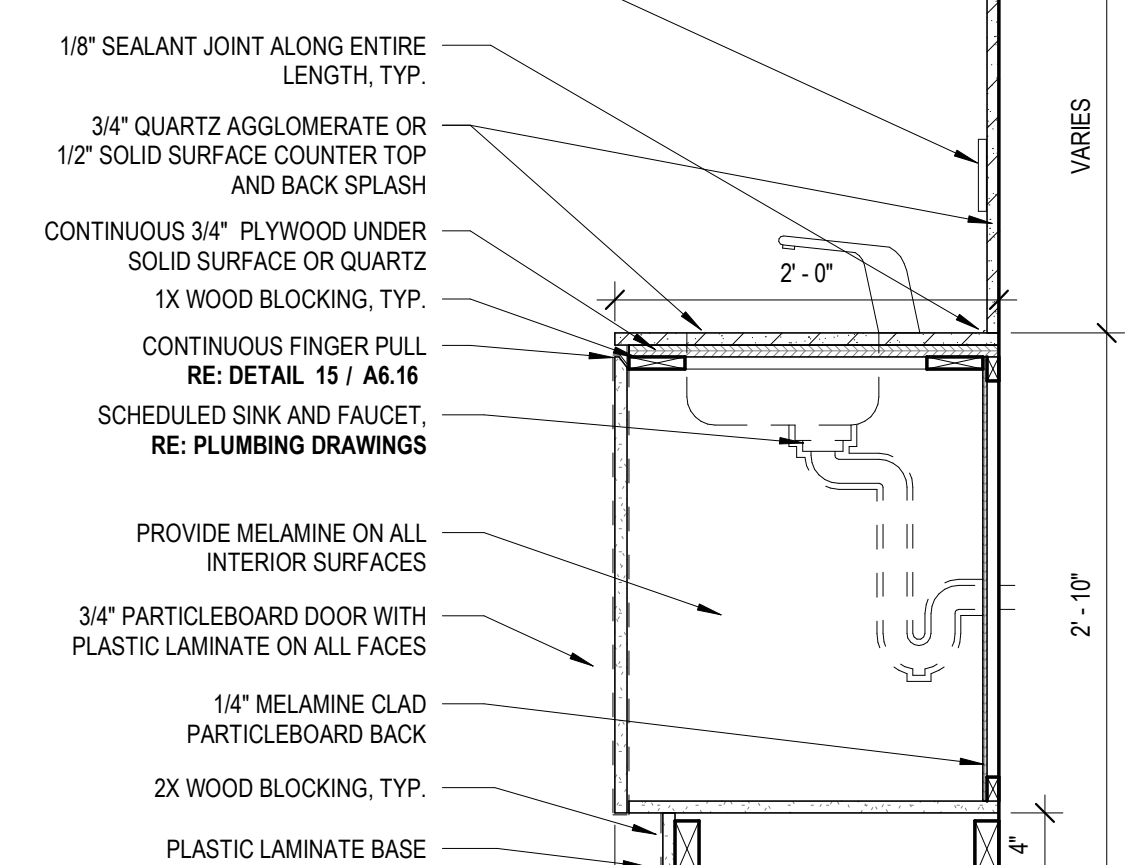 1/8" SEALANT JOINT ALONG ENTIRE
LENGTH, TYP.
3/4" QUARTZ AGGLOMERATE OR
1/2" SOLID SURFACE COUNTER TOP
AND BACK SPLASH
CONTINUOUS 3/4" PLYWOOD UNDER
SOLID SURFACE OR QUARTZ
1X WOOD BLOCKING, TYP.
CONTINUOUS FINGER PULL
RE: DETAIL 15 / A6.16
SCHEDULED SINK AND FAUCET,
RE: PLUMBING DRAWINGS
PROVIDE MELAMINE ON ALL
INTERIOR SURFACES
3/4" PARTICLEBOARD DOOR WITH
PLASTIC LAMINATE ON ALL FACES
1/4" MELAMINE CLAD
PARTICLEBOARD BACK
2X WOOD BLOCKING, TYP.
PLASTIC LAMINATE BASE
2' - 0"
VARIES
2' - 10"
4"